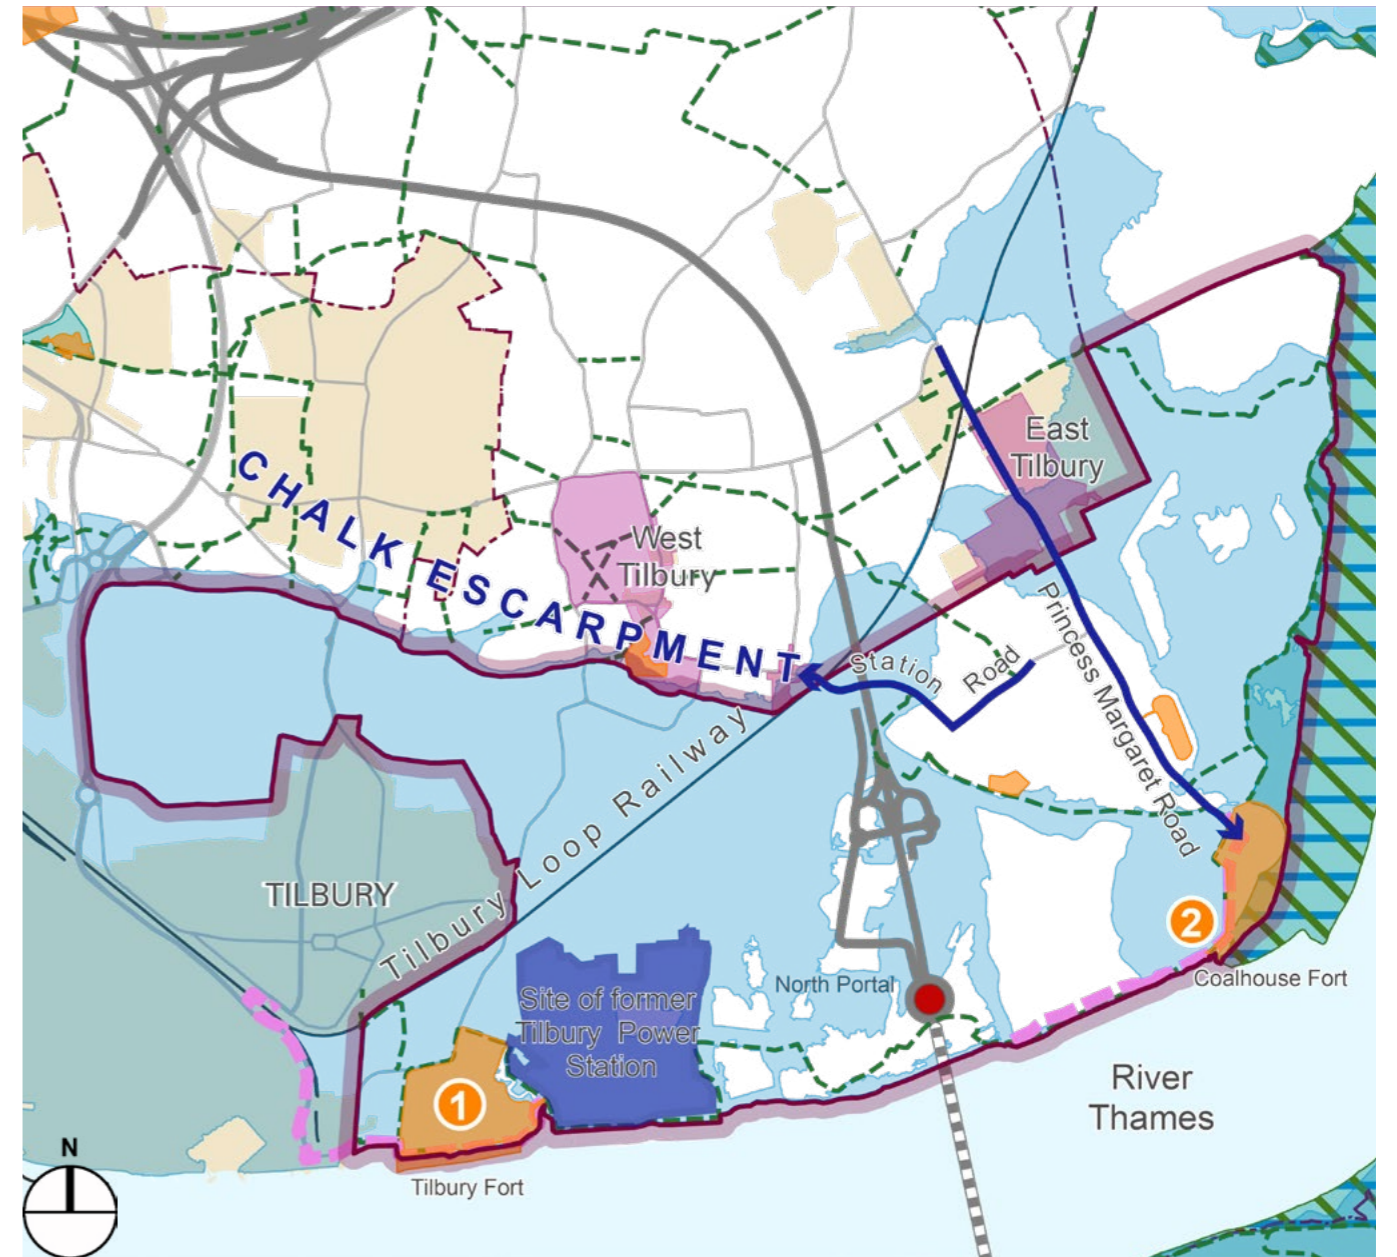 East
Tilbury
CHALK ESCARPMENT
West
Tilbury
Station Road
Princess Margaret Road
Tilbury Loop Railway
TILBURY
2
Coalhouse Fort
North Portal
Site of former
Tilbury Power
Station
River
Thames
1
N
Tilbury Fort